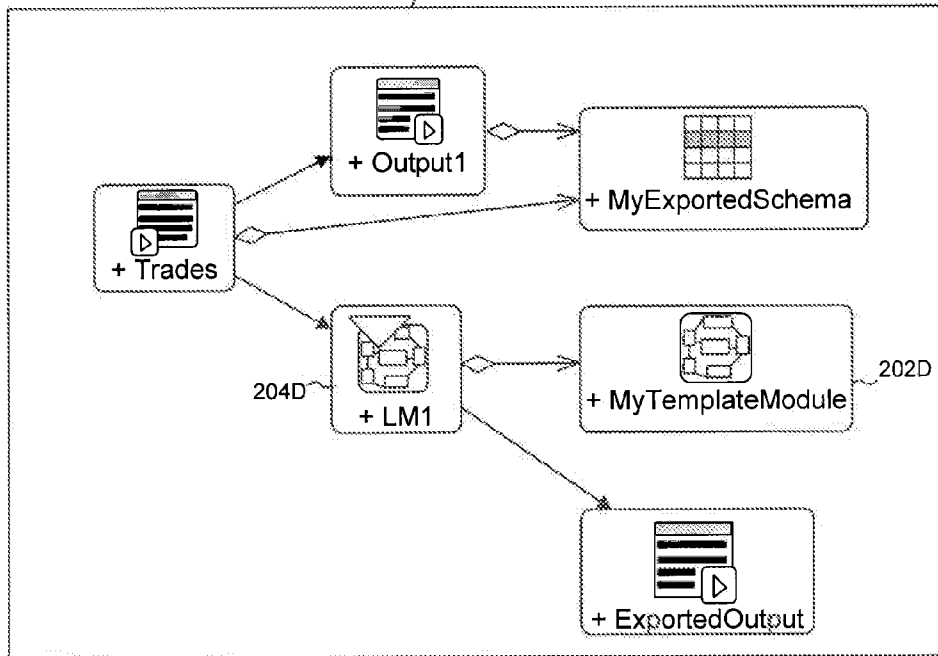 + Output1
+ MyExportedSchema
+ Trades
204D
+ LM1
+ MyTemplateModule
202D
+ ExportedOutput